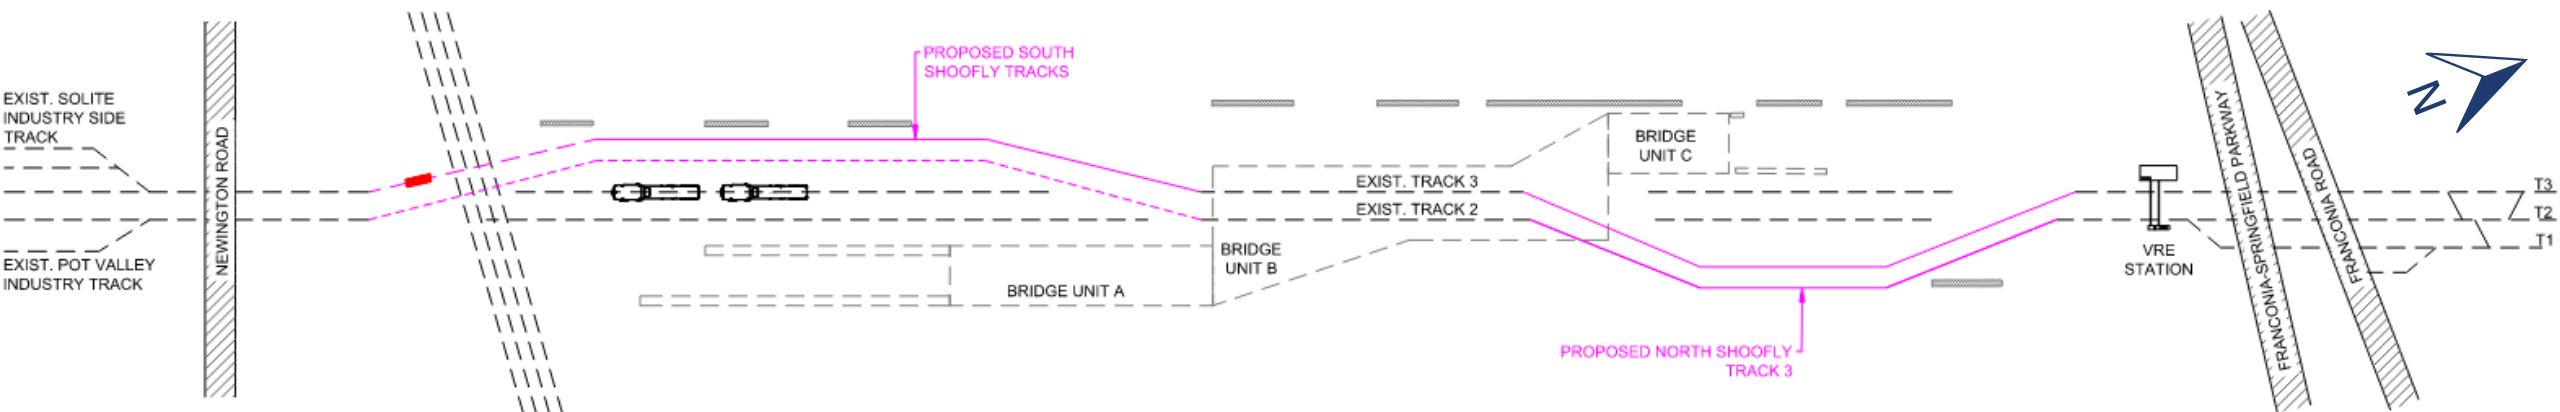 EXIST. SOLITE
INDUSTRY SIDE
TRACK
EXIST. POT VALLEY
INDUSTRY TRACK
NEWINGTON ROAD
PROPOSED SOUTH
SHOOFLY TRACKS
BRIDGE UNIT A
BRIDGE
UNIT B
EXIST. TRACK 3
EXIST. TRACK 2
BRIDGE
UNIT C
PROPOSED NORTH SHOOFLY
TRACK 3
VRE
STATION
FRANCONIA-SPRINGFIELD PARKWAY
FRANCONIA ROAD
N
T3
T2
T1